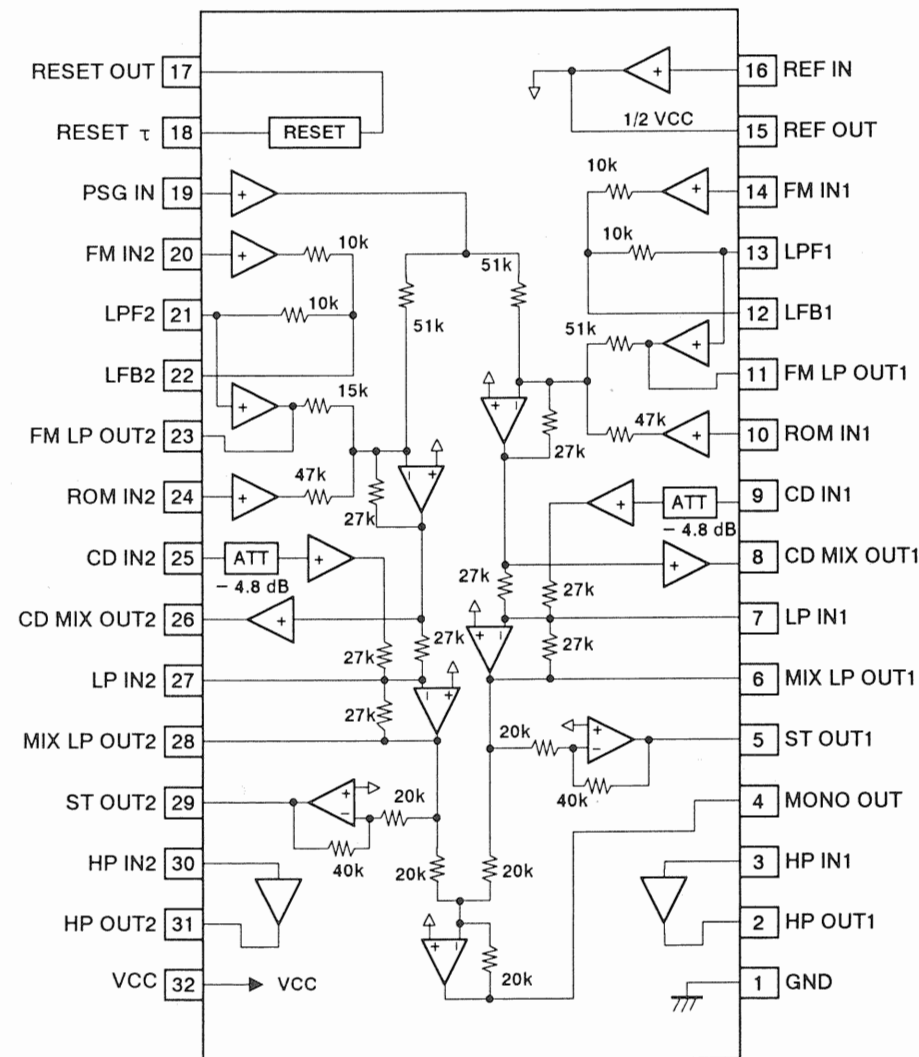 RESET OUT 17
16 REF IN
RESET τ 18
RESET
1/2 VCC
15 REF OUT
PSG IN 19
+
+
10k
+
14 FM IN1
FM IN2 20
+
10k
51k
10k
13 LPF1
LPF2 21
10k
51k
12 LFB1
51k
+
LFB2 22
15k
+
+ −
11 FM LP OUT1
FM LP OUT2 23
27k
47k
+
10 ROM IN1
ROM IN2 24
+
47k
− +
27k
+
ATT
9 CD IN1
− 4.8 dB
CD IN2 25
ATT
+
− 4.8 dB
27k
+
8 CD MIX OUT1
CD MIX OUT2 26
+
27k
+ −
7 LP IN1
27k
27k
27k
LP IN2 27
− +
6 MIX LP OUT1
27k
MIX LP OUT2 28
20k
+
−
5 ST OUT1
40k
ST OUT2 29
+
−
20k
4 MONO OUT
40k
HP IN2 30
20k
20k
3 HP IN1
HP OUT2 31
+ −
2 HP OUT1
20k
VCC 32
VCC
1 GND